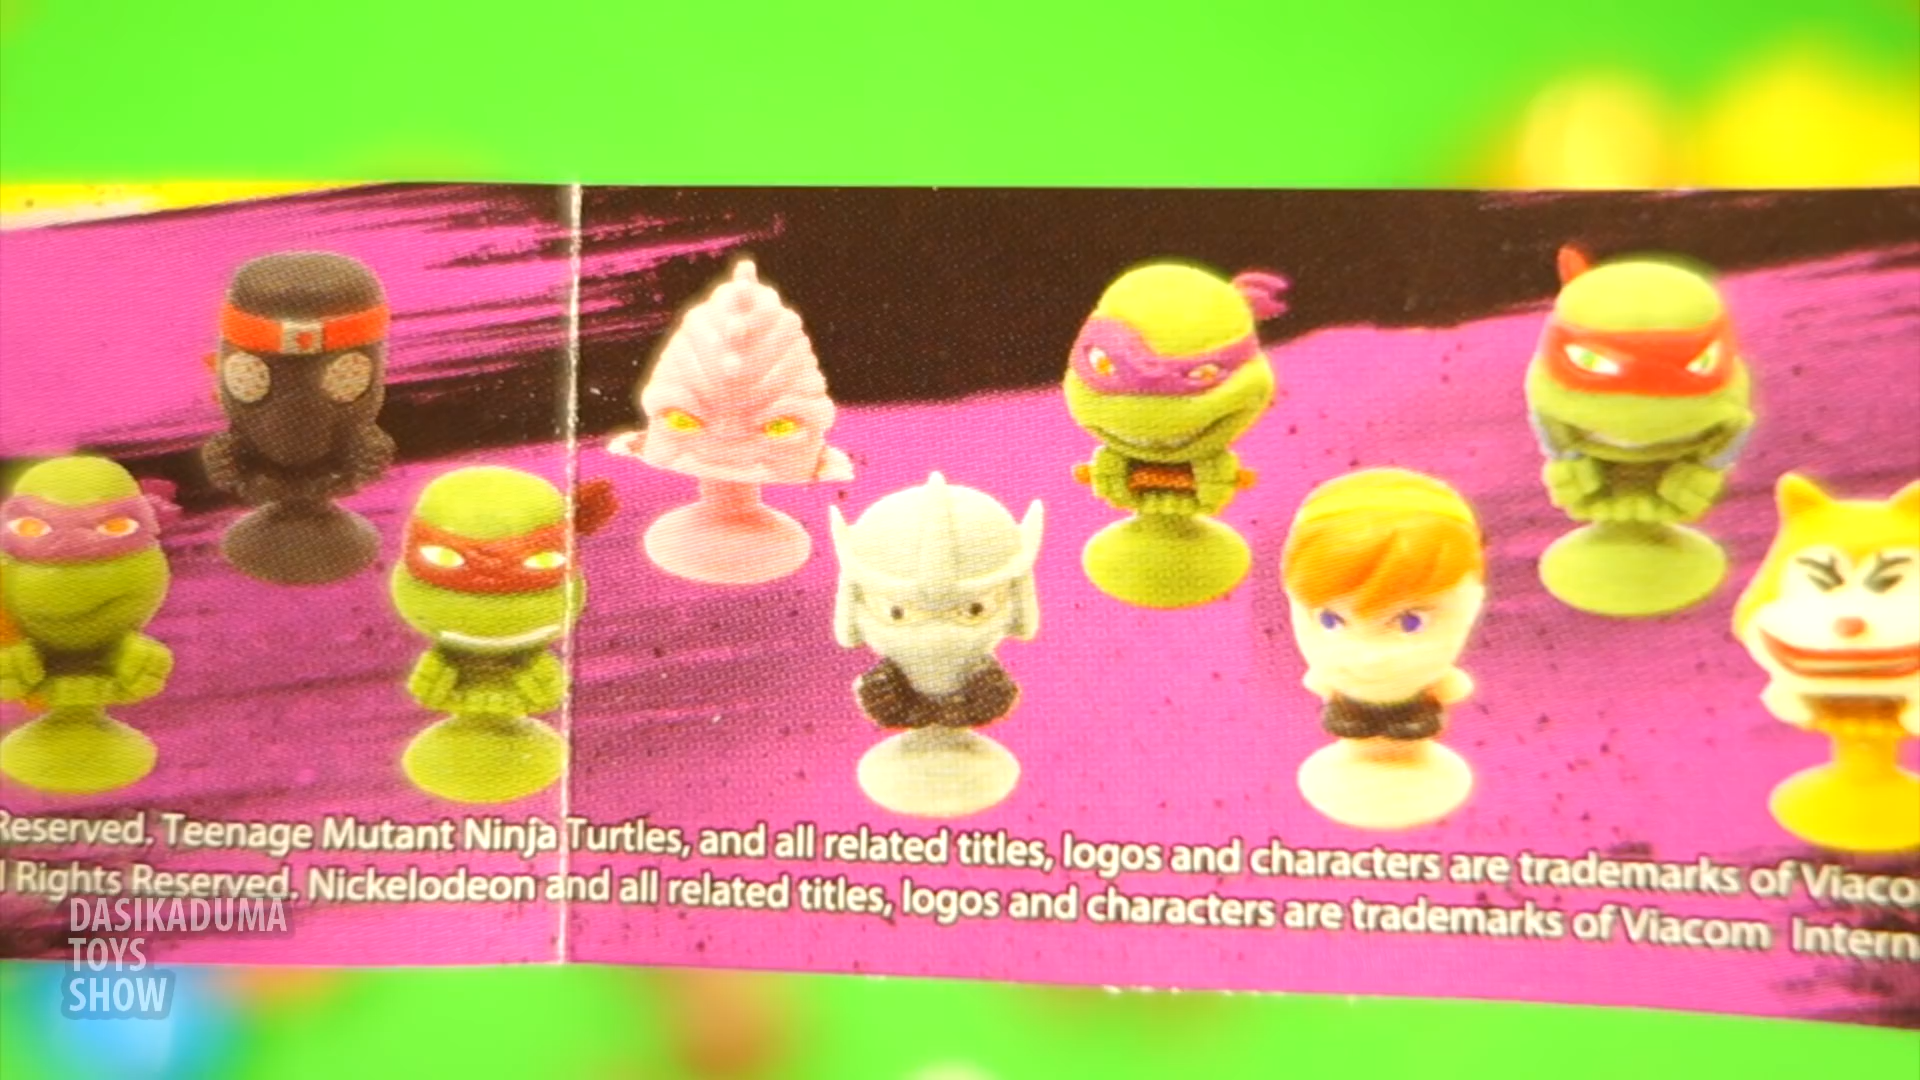 Reserved. Teenage Mutant Ninja Turtles, and all related titles, logos and characters are trademarks of Viaco
l Rights Reserved. Nickelodeon and all related titles, logos and characters are trademarks of Viacom Intern
DASIKADUMA
TOYS
SHOW